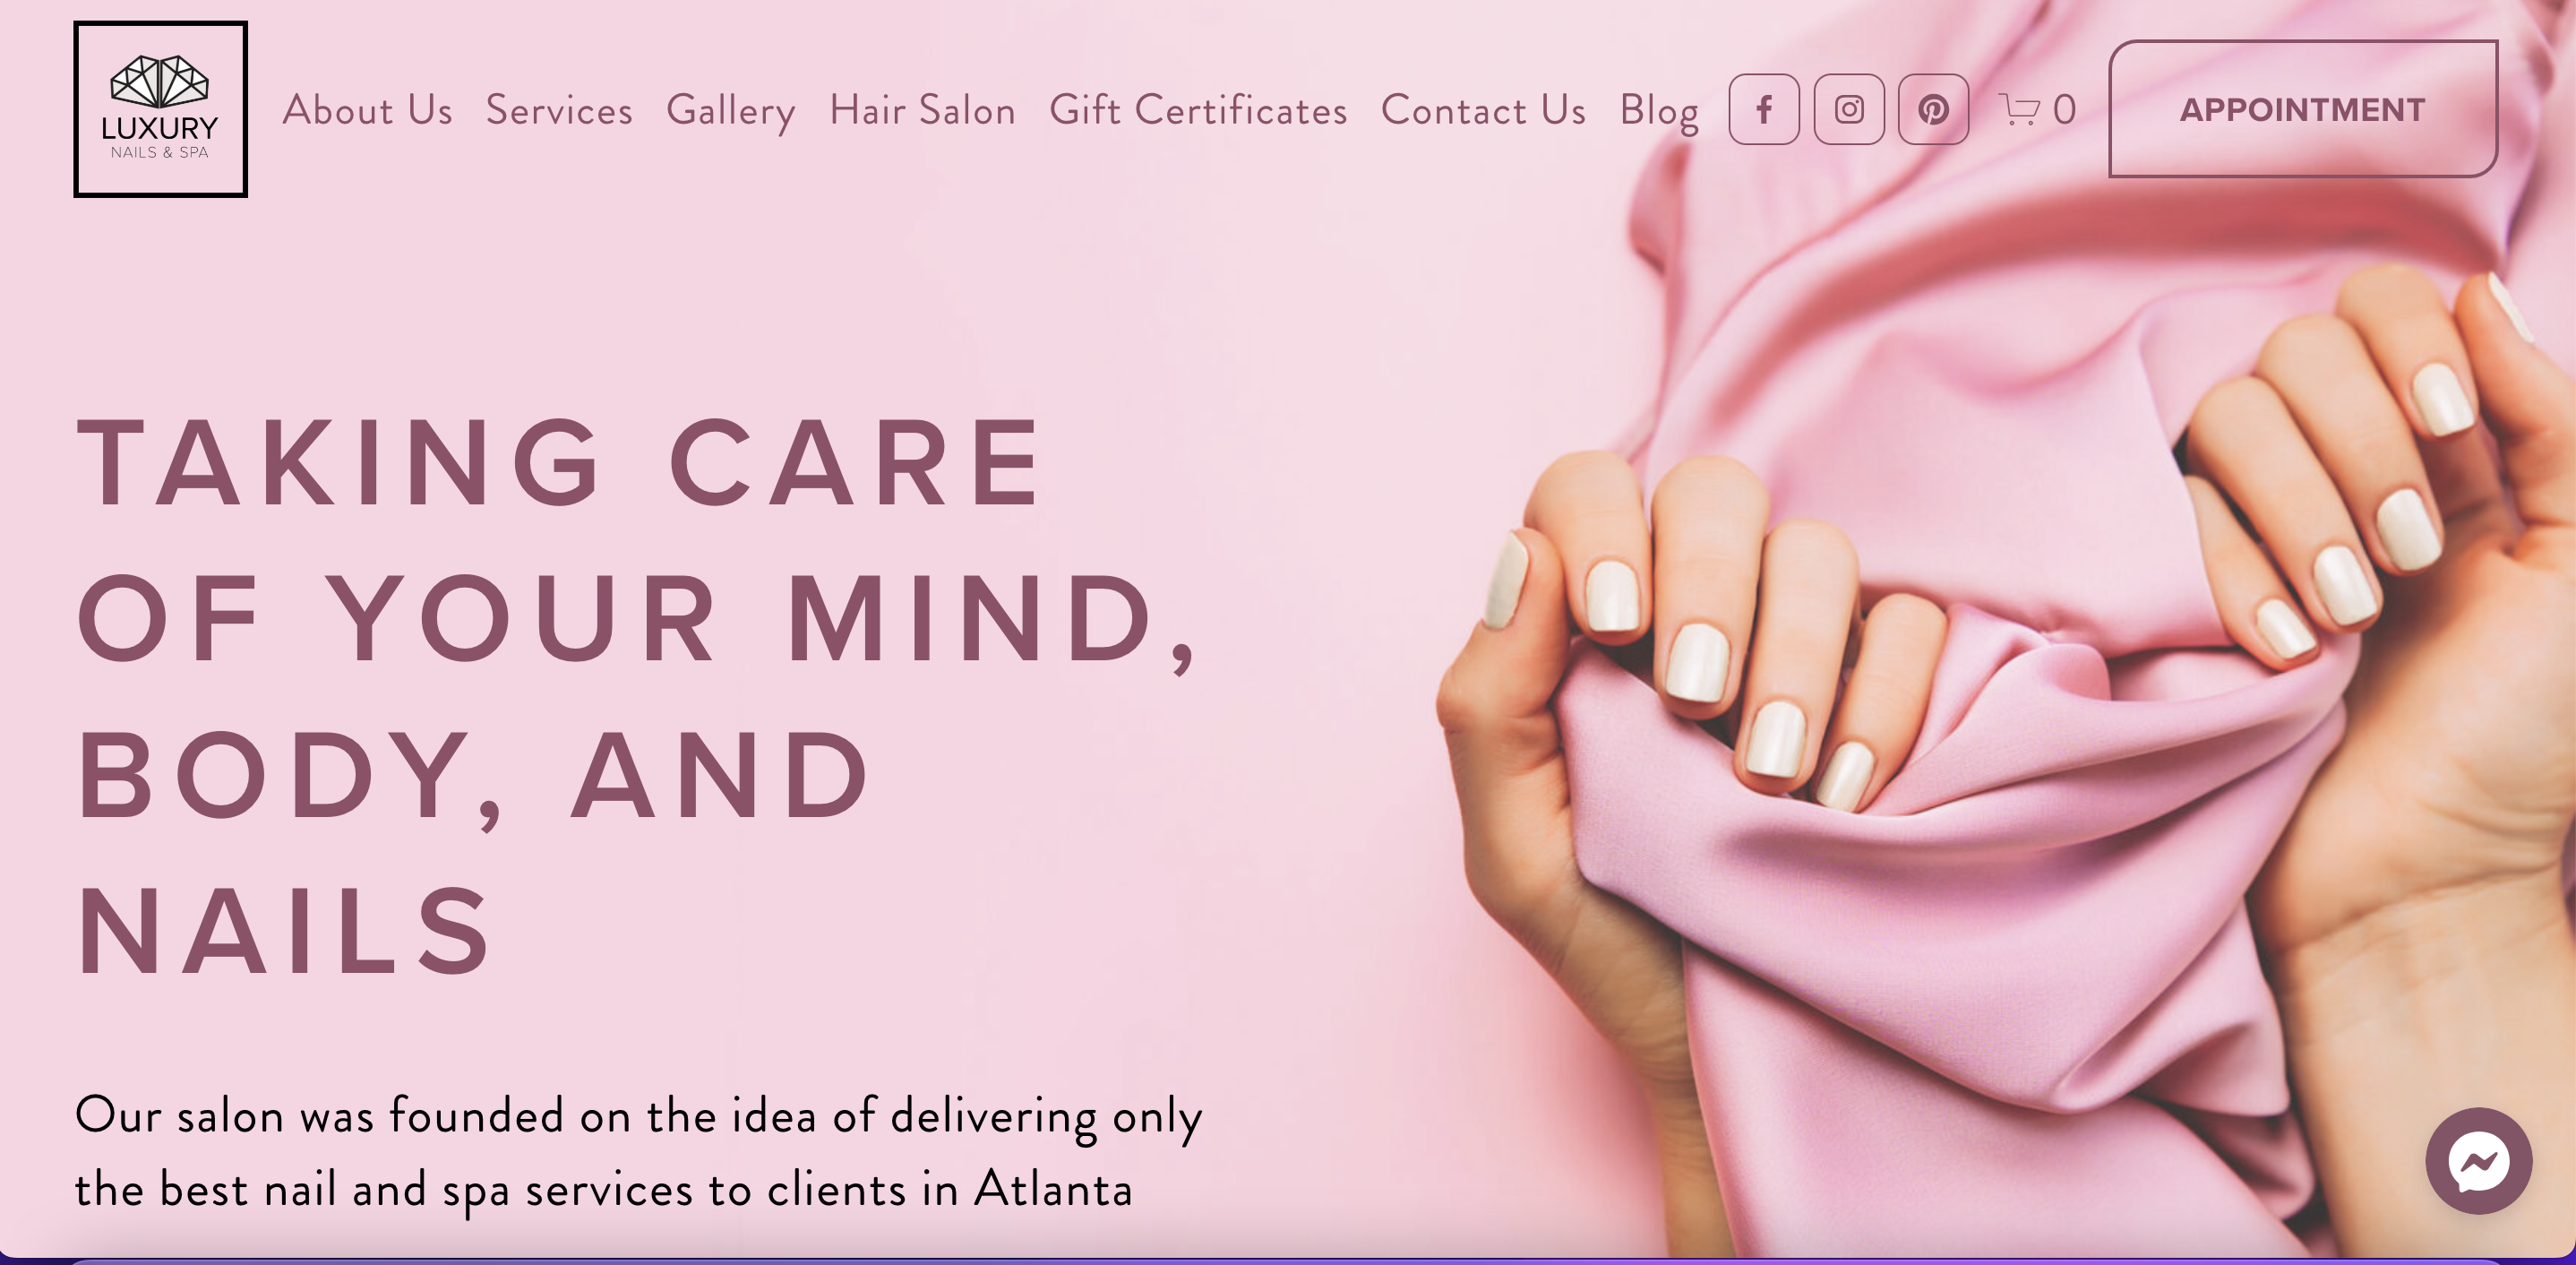 LUXURY
NAILS & SPA
About Us Services Gallery Hair Salon Gift Certificates Contact Us Blog 0 APPOINTMENT
TAKING CARE
OF YOUR MIND,
BODY, AND
NAILS
Our salon was founded on the idea of delivering only
the best nail and spa services to clients in Atlanta